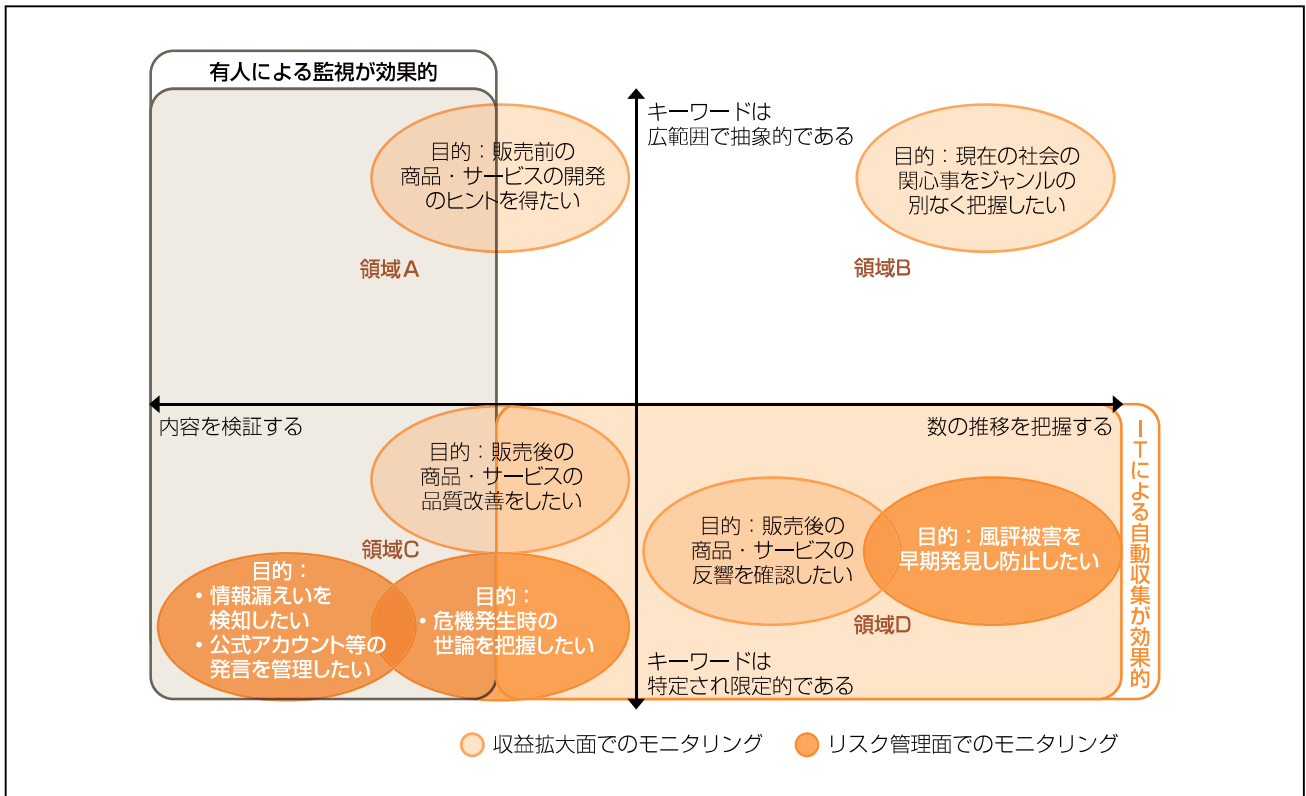 有人による監視が効果的
キーワードは
広範囲で抽象的である
目的：販売前の
商品・サービスの開発
のヒントを得たい
目的：現在の社会の
関心事をジャンルの
別なく把握したい
領域A
領域B
内容を検証する
数の推移を把握する
ITによる自動収集が効果的
目的：販売後の
商品・サービスの
品質改善をしたい
目的：販売後の
商品・サービスの
反響を確認したい
目的：風評被害を
早期発見し防止したい
領域C
目的：
・情報漏えいを
検知したい
・公式アカウント等の
発言を管理したい
目的：
・危機発生時の
世論を把握したい
領域D
キーワードは
特定され限定的である
収益拡大面でのモニタリング
リスク管理面でのモニタリング